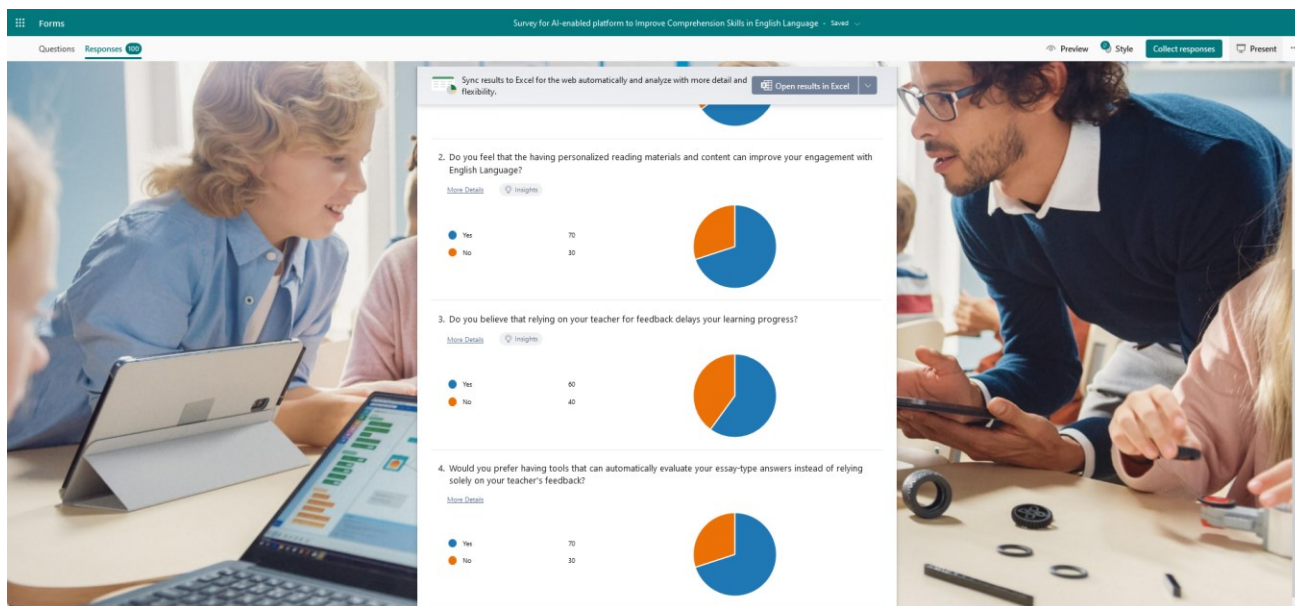 Forms
Survey for AI-enabled platform to Improve Comprehension Skills in English Language - Saved
Questions
Responses 100
Preview
Style
Collect responses
Present
Sync results to Excel for the web automatically and analyze with more detail and
flexibility.
Open results in Excel
2. Do you feel that the having personalized reading materials and content can improve your engagement with
English Language?
More Details
Insights
Yes 70
No 30
3. Do you believe that relying on your teacher for feedback delays your learning progress?
More Details
Insights
Yes 60
No 40
4. Would you prefer having tools that can automatically evaluate your essay-type answers instead of relying
solely on your teacher's feedback?
More Details
Yes 70
No 30